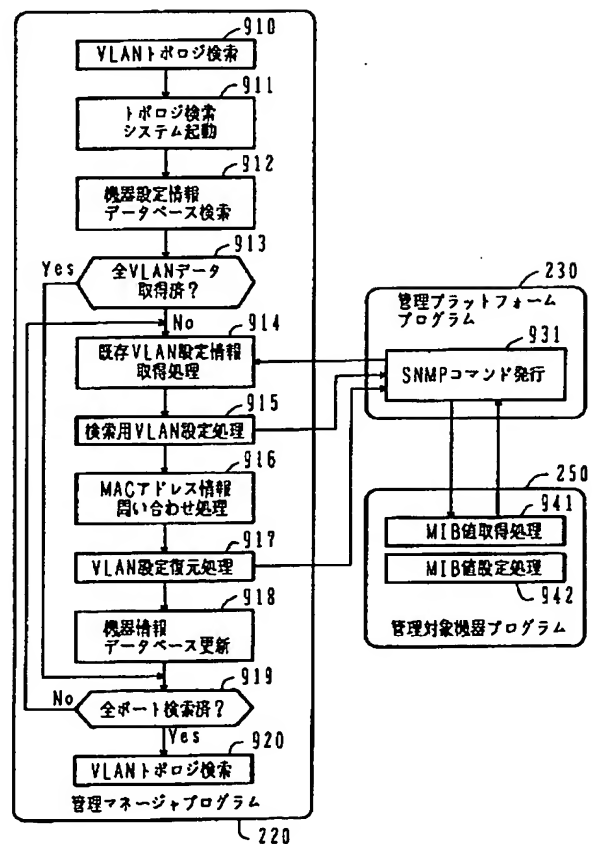 910
VLANトポロジ検索
911
トポロジ検索
システム起動
912
機器設定情報
データベース検索
913
Yes
全VLANデータ
取得済?
No
914
既存VLAN設定情報
取得処理
915
検索用VLAN設定処理
916
MACアドレス情報
問い合わせ処理
917
VLAN設定復元処理
918
機器情報
データベース更新
919
No
全ポート検索済?
Yes
920
VLANトポロジ検索
管理マネージャプログラム
220
230
管理プラットフォーム
プログラム
931
SNMPコマンド発行
250
941
MIB値取得処理
MIB値設定処理
942
管理対象機器プログラム